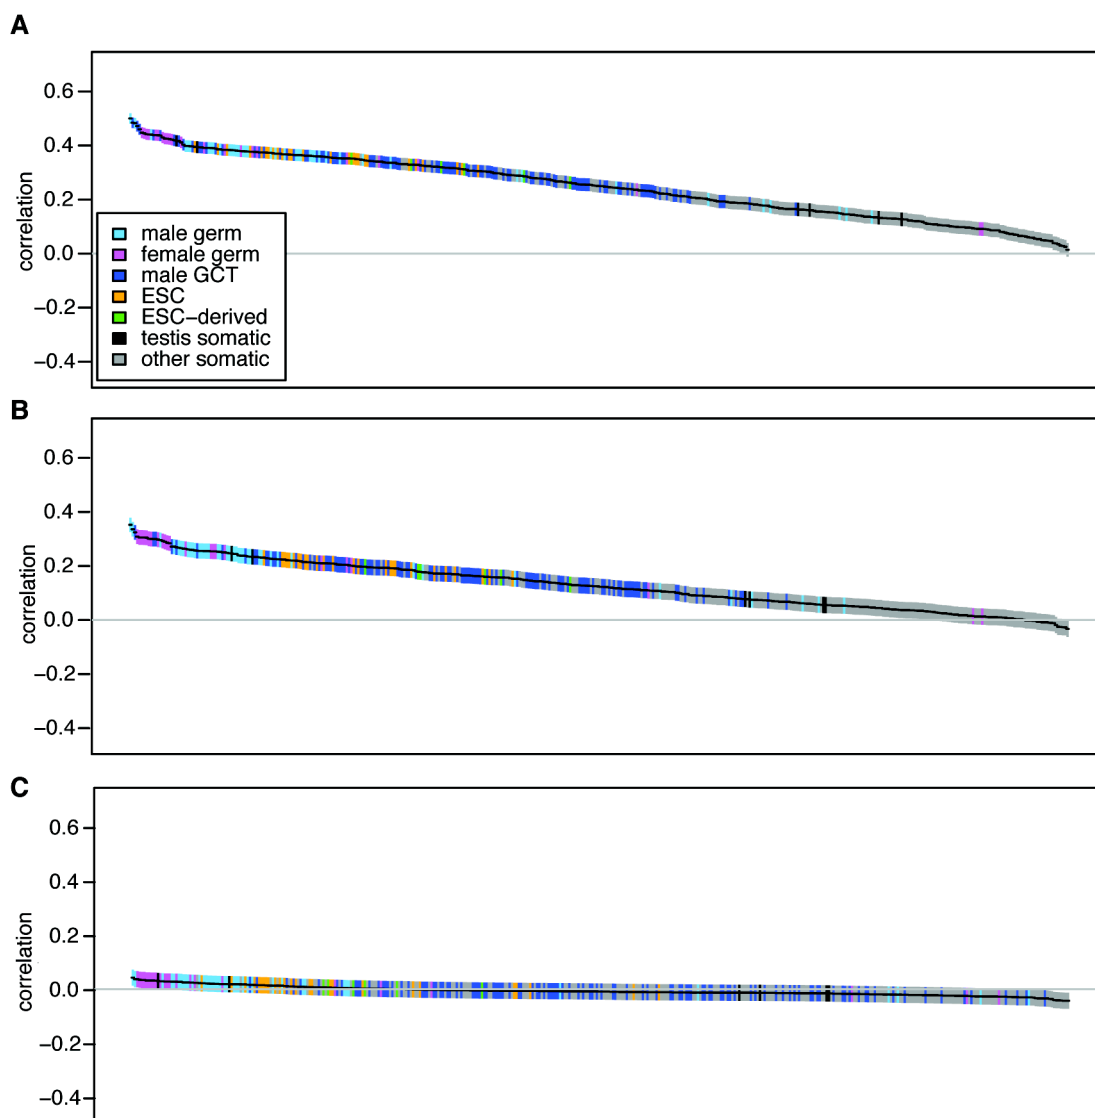 A
0.6
0.4
0.2
0.0
−0.2
−0.4
correlation
male germ
female germ
male GCT
ESC
ESC−derived
testis somatic
other somatic
B
0.6
0.4
0.2
0.0
−0.2
−0.4
correlation
C
0.6
0.4
0.2
0.0
−0.2
−0.4
correlation